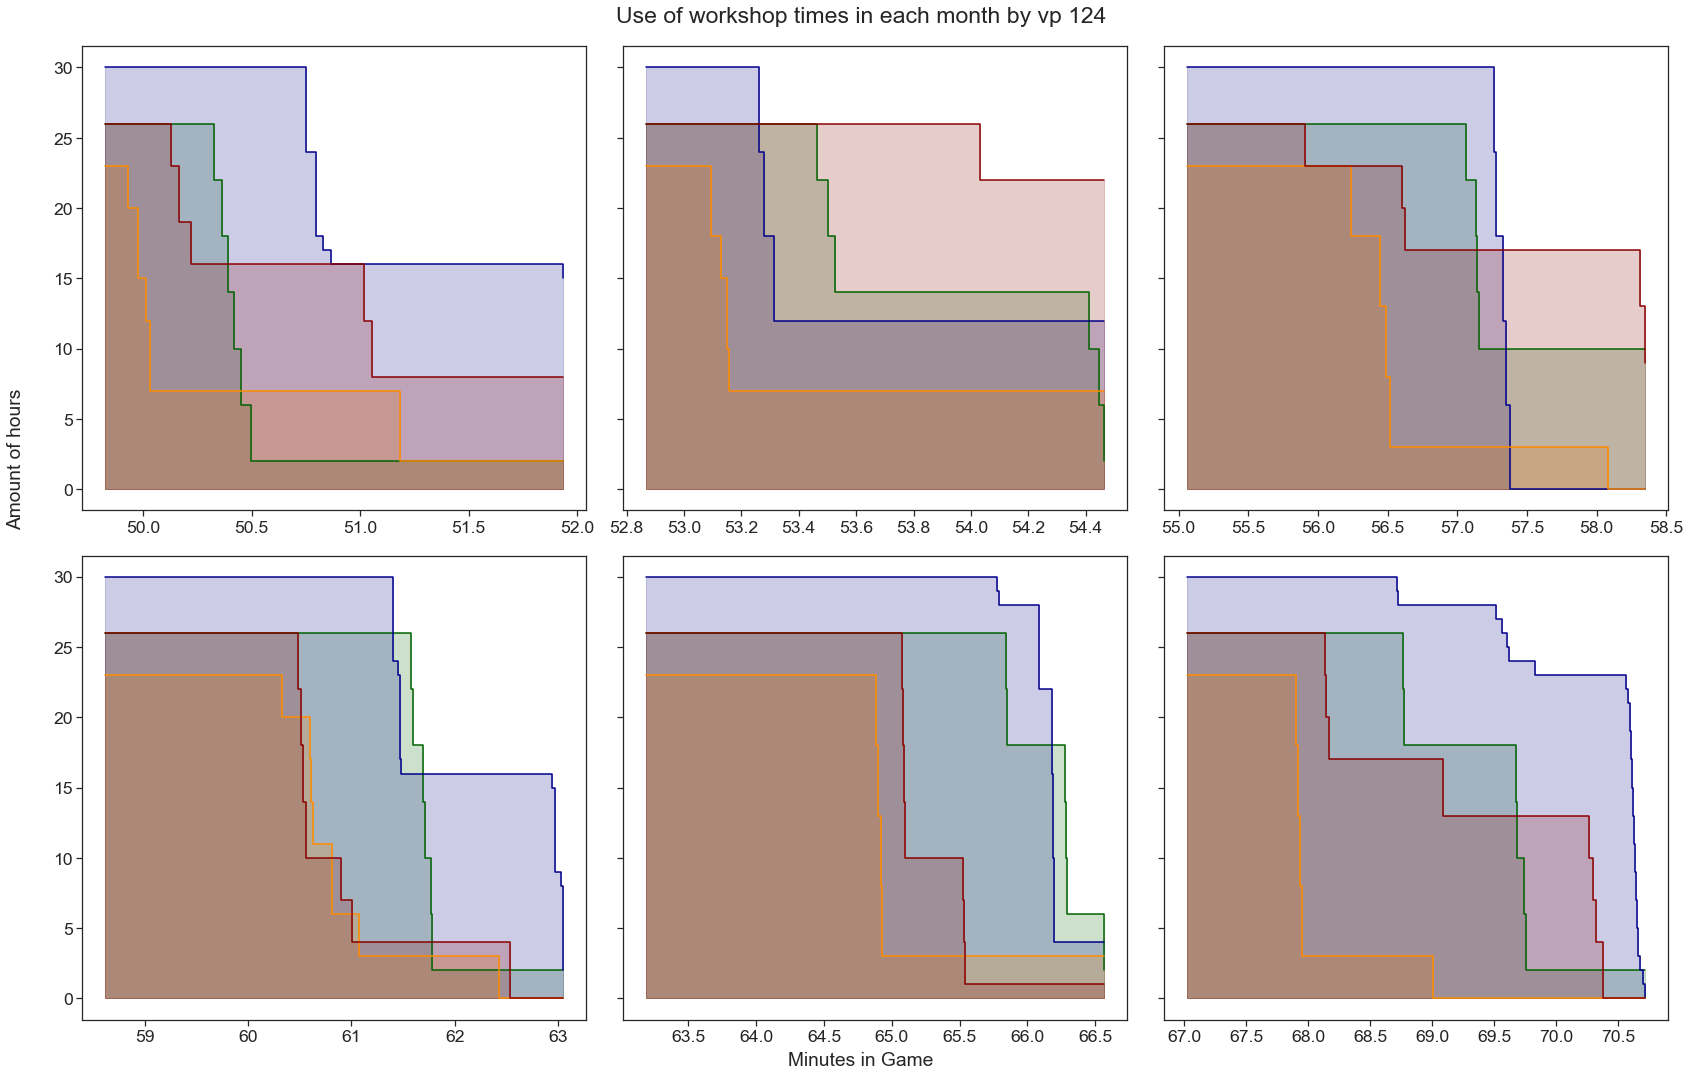 Use of workshop times in each month by vp 124
Amount of hours
30
25
20
15
10
5
0
50.0 50.5 51.0 51.5 52.0
52.8 53.0 53.2 53.4 53.6 53.8 54.0 54.2 54.4
55.0 55.5 56.0 56.5 57.0 57.5 58.0 58.5
30
25
20
15
10
5
0
59 60 61 62 63
63.5 64.0 64.5 65.0 65.5 66.0 66.5
67.0 67.5 68.0 68.5 69.0 69.5 70.0 70.5
Minutes in Game